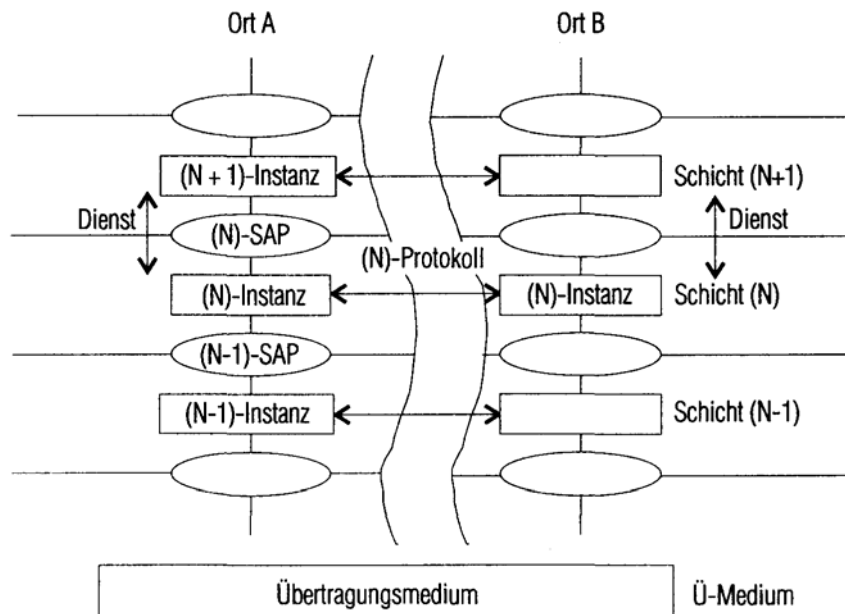 Ort A
Ort B
(N + 1)-Instanz
Schicht (N+1)
Dienst
(N)-SAP
Dienst
(N)-Protokoll
(N)-Instanz
(N)-Instanz
Schicht (N)
(N-1)-SAP
(N-1)-Instanz
Schicht (N-1)
Übertragungsmedium
Ü-Medium